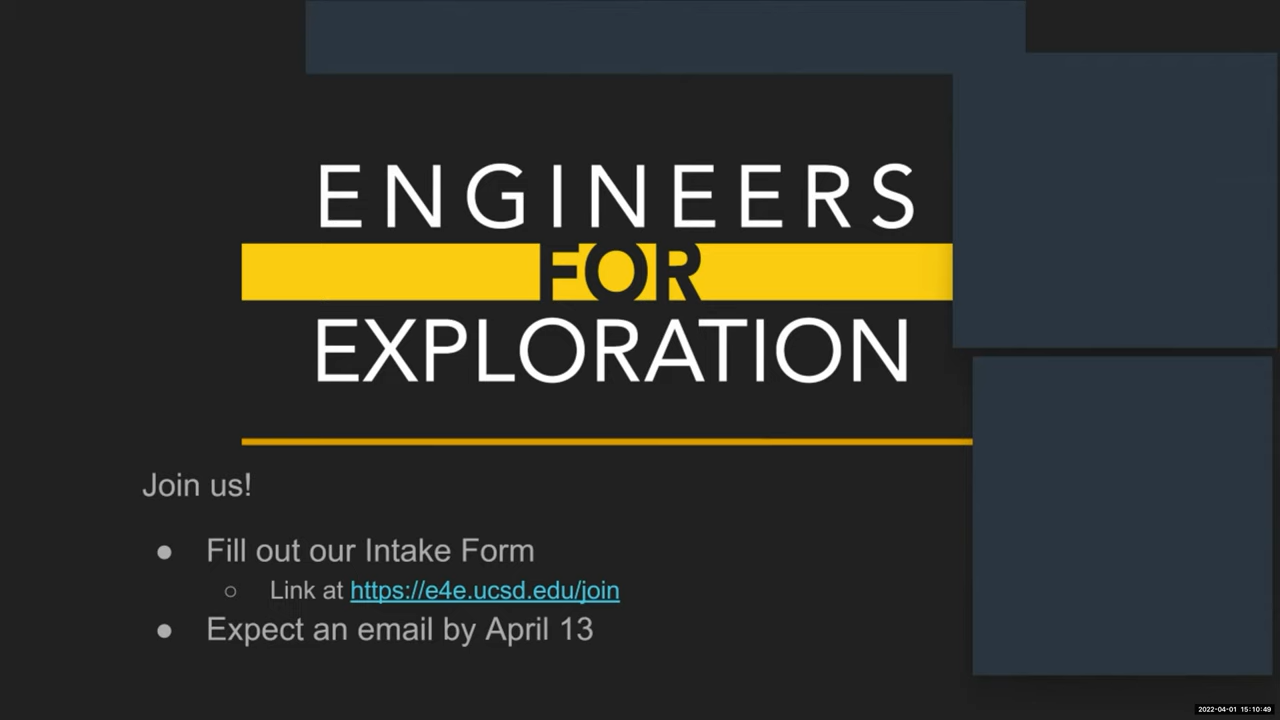 ENGINEERS
FOR
EXPLORATION
Join us!
● Fill out our Intake Form
○ Link at https://e4e.ucsd.edu/join
● Expect an email by April 13
2022-04-01 15:10:49